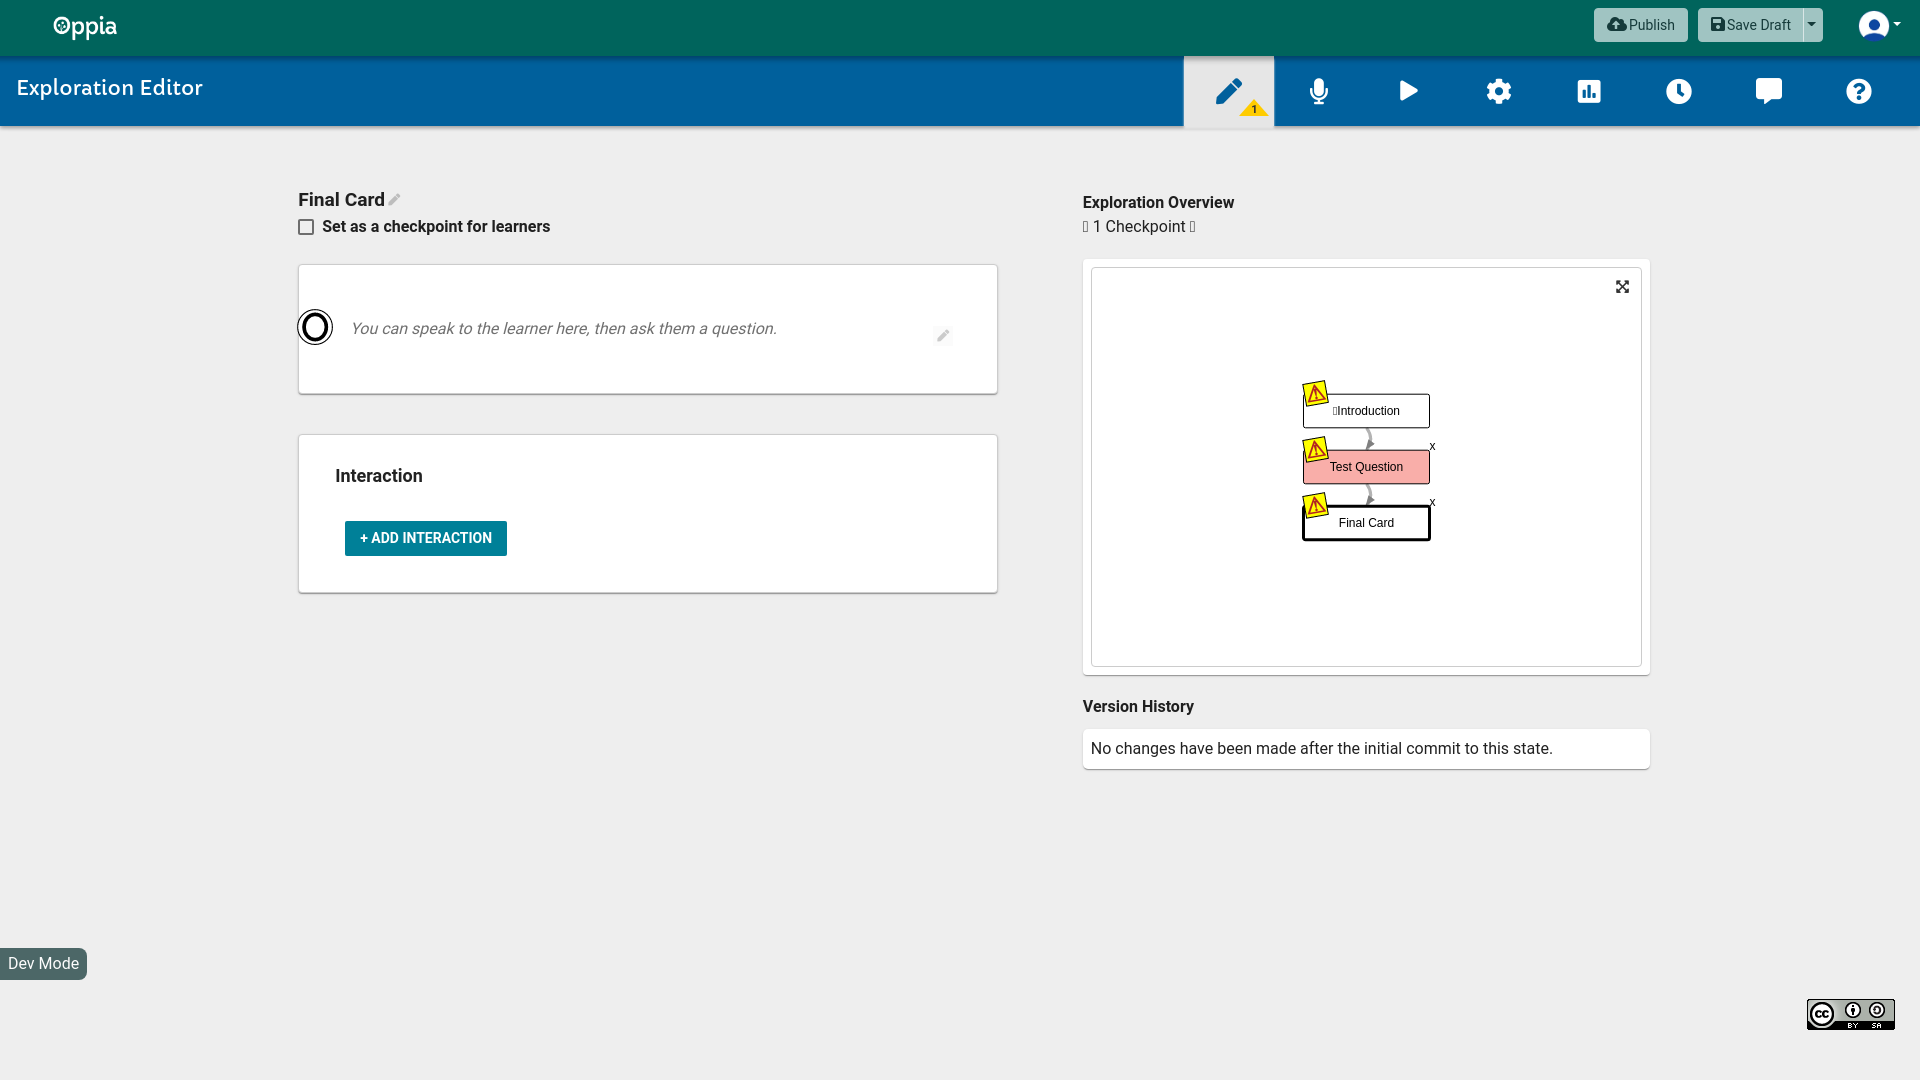 Oppia
Publish
Save Draft
Exploration Editor
1
Final Card
Set as a checkpoint for learners
You can speak to the learner here, then ask them a question.
Interaction
+ ADD INTERACTION
Exploration Overview
1 Checkpoint
Introduction
x
Test Question
x
Final Card
Version History
No changes have been made after the initial commit to this state.
Dev Mode
cc
BY SA